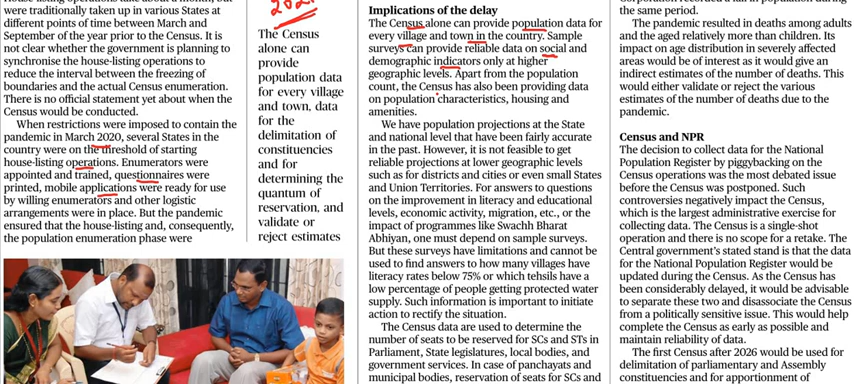 were traditionally taken up in various States at
different points of time between March and
September of the year prior to the Census. It is
not clear whether the government is planning to
synchronise the house-listing operations to
reduce the interval between the freezing of
boundaries and the actual Census enumeration.
There is no official statement yet about when the
Census would be conducted.
When restrictions were imposed to contain the
pandemic in March 2020, several States in the
country were on the threshold of starting
house-listing operations. Enumerators were
appointed and trained, questionnaires were
printed, mobile applications were ready for use
by willing enumerators and other logistic
arrangements were in place. But the pandemic
ensured that the house-listing and, consequently,
the population enumeration phase were
The Census
alone can
provide
population data
for every village
and town, data
for the
delimitation of
constituencies
and for
determining the
quantum of
reservation, and
validate or
reject estimates
Implications of the delay
The Census alone can provide population data for
every village and town in the country. Sample
surveys can provide reliable data on social and
demographic indicators only at higher
geographic levels. Apart from the population
count, the Census has also been providing data
on population characteristics, housing and
amenities.
We have population projections at the State
and national level that have been fairly accurate
in the past. However, it is not feasible to get
reliable projections at lower geographic levels
such as for districts and cities or even small States
and Union Territories. For answers to questions
on the improvement in literacy and educational
levels, economic activity, migration, etc., or the
impact of programmes like Swachh Bharat
Abhiyan, one must depend on sample surveys.
But these surveys have limitations and cannot be
used to find answers to how many villages have
literacy rates below 75% or which tehsils have a
low percentage of people getting protected water
supply. Such information is important to initiate
action to rectify the situation.
The Census data are used to determine the
number of seats to be reserved for SCs and STs in
Parliament, State legislatures, local bodies, and
government services. In case of panchayats and
municipal bodies, reservation of seats for SCs and
the same period.
The pandemic resulted in deaths among adults
and the aged relatively more than children. Its
impact on age distribution in severely affected
areas would be of interest as it would give an
indirect estimates of the number of deaths. This
would either validate or reject the various
estimates of the number of deaths due to the
pandemic.
Census and NPR
The decision to collect data for the National
Population Register by piggybacking on the
Census operations was the most debated issue
before the Census was postponed. Such
controversies negatively impact the Census,
which is the largest administrative exercise for
collecting data. The Census is a single-shot
operation and there is no scope for a retake. The
Central government's stated stand is that the data
for the National Population Register would be
updated during the Census. As the Census has
been considerably delayed, it would be advisable
to separate these two and disassociate the Census
from a politically sensitive issue. This would help
complete the Census as early as possible and
maintain reliability of data.
The first Census after 2026 would be used for
delimitation of parliamentary and Assembly
constituencies and for apportionment of